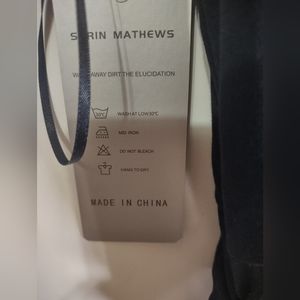 MATHEWS
AWAY DIRT THE ELUCIDATION
30℃
WASH AT LOW 30℃
MID IRON
DO NOT BLEACH
HANG TO DRY
MADE IN CHINA